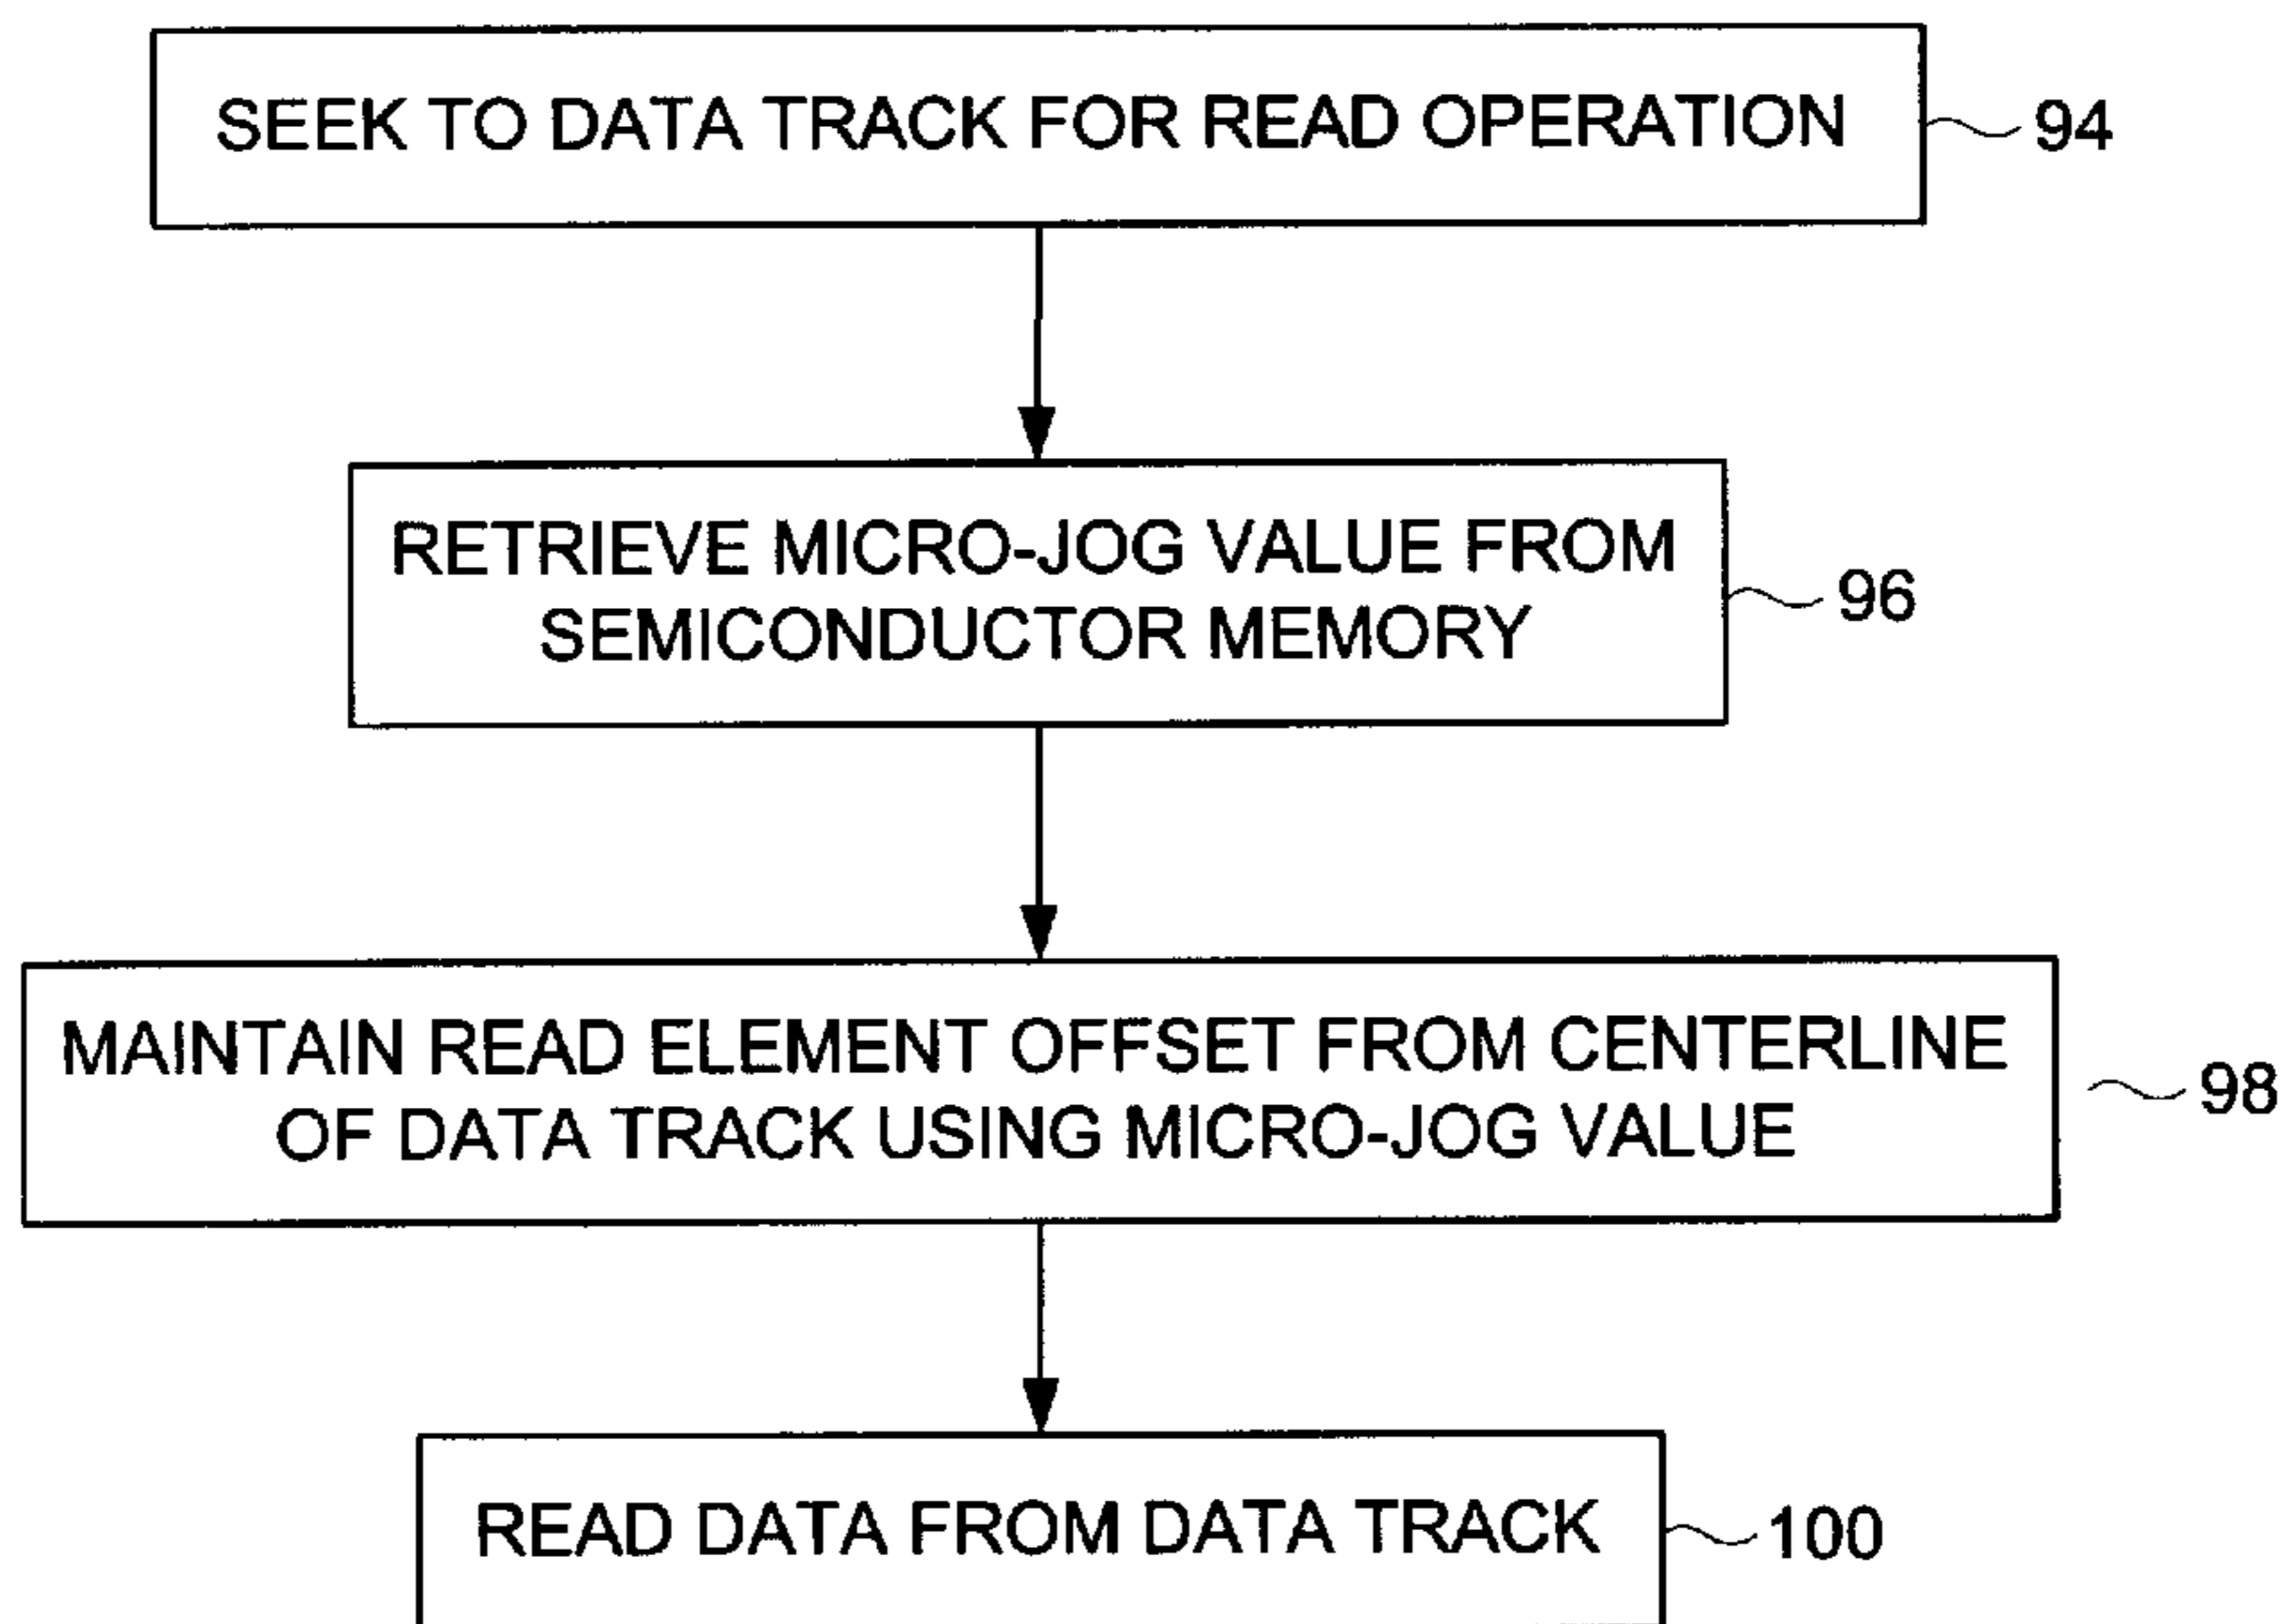 SEEK TO DATA TRACK FOR READ OPERATION
94
RETRIEVE MICRO-JOG VALUE FROM
SEMICONDUCTOR MEMORY
96
MAINTAIN READ ELEMENT OFFSET FROM CENTERLINE
OF DATA TRACK USING MICRO-JOG VALUE
98
READ DATA FROM DATA TRACK
100